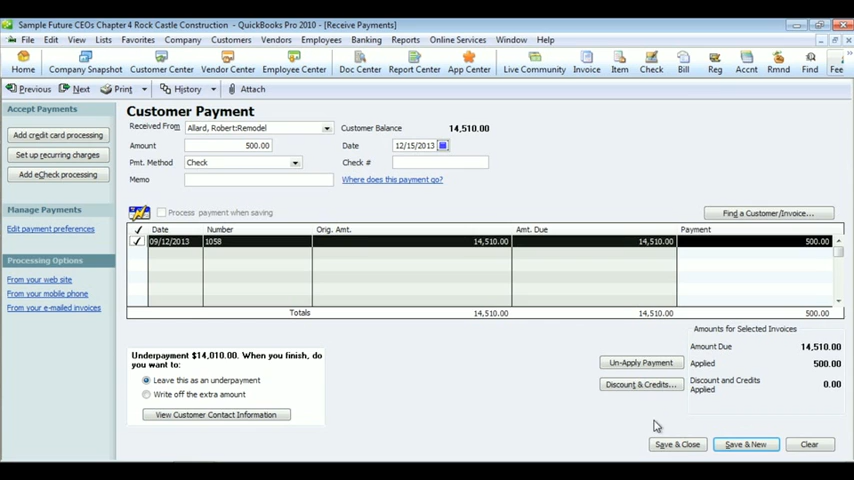 Sample Future CEOs Chapter 4 Rock Castle Construction - QuickBooks Pro 2010 - [Receive Payments]
File Edit View Lists Favorites Company Customers Vendors Employees Banking Reports Online Services Window Help
Home Company Snapshot Customer Center Vendor Center Employee Center Doc Center Report Center App Center Live Community Invoice Item Check Bill Reg Accnt Rmnd Find Fee
Previous Next Print History Attach
Accept Payments
Add credit card processing
Set up recurring charges
Add eCheck processing
Manage Payments
Edit payment preferences
Processing Options
From your web site
From your mobile phone
From your e-mailed invoices
Customer Payment
Received From Allard, Robert:Remodel Customer Balance 14,510.00
Amount 500.00 Date 12/15/2013
Pmt. Method Check Check #
Memo Where does this payment go?
Process payment when saving Find a Customer/Invoice...
✓ Date Number Orig. Amt. Amt. Due Payment
✓ 09/12/2013 1058 14,510.00 14,510.00 500.00
Totals 14,510.00 14,510.00 500.00
Underpayment $14,010.00. When you finish, do
you want to:
Leave this as an underpayment
Write off the extra amount
View Customer Contact Information
Un-Apply Payment
Discount & Credits...
Amounts for Selected Invoices
Amount Due 14,510.00
Applied 500.00
Discount and Credits
Applied 0.00
Save & Close Save & New Clear